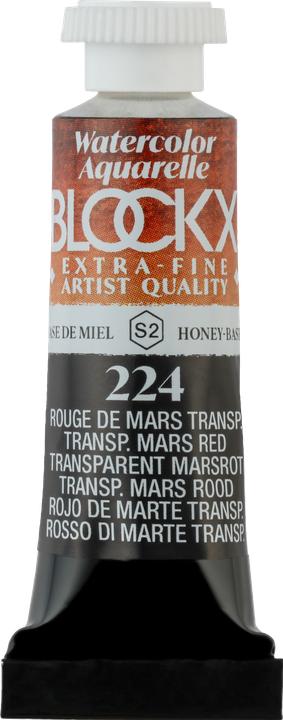 Watercolor
Aquarelle
BLOCKX
EXTRA-FINE
ARTIST QUALITY
ASE DE MIEL S2 HONEY-BASE
224
ROUGE DE MARS TRANSP.
TRANSP. MARS RED
TRANSPARENT MARSROT
TRANSP. MARS ROOD
ROJO DE MARTE TRANSP.
ROSSO DI MARTE TRANSP.